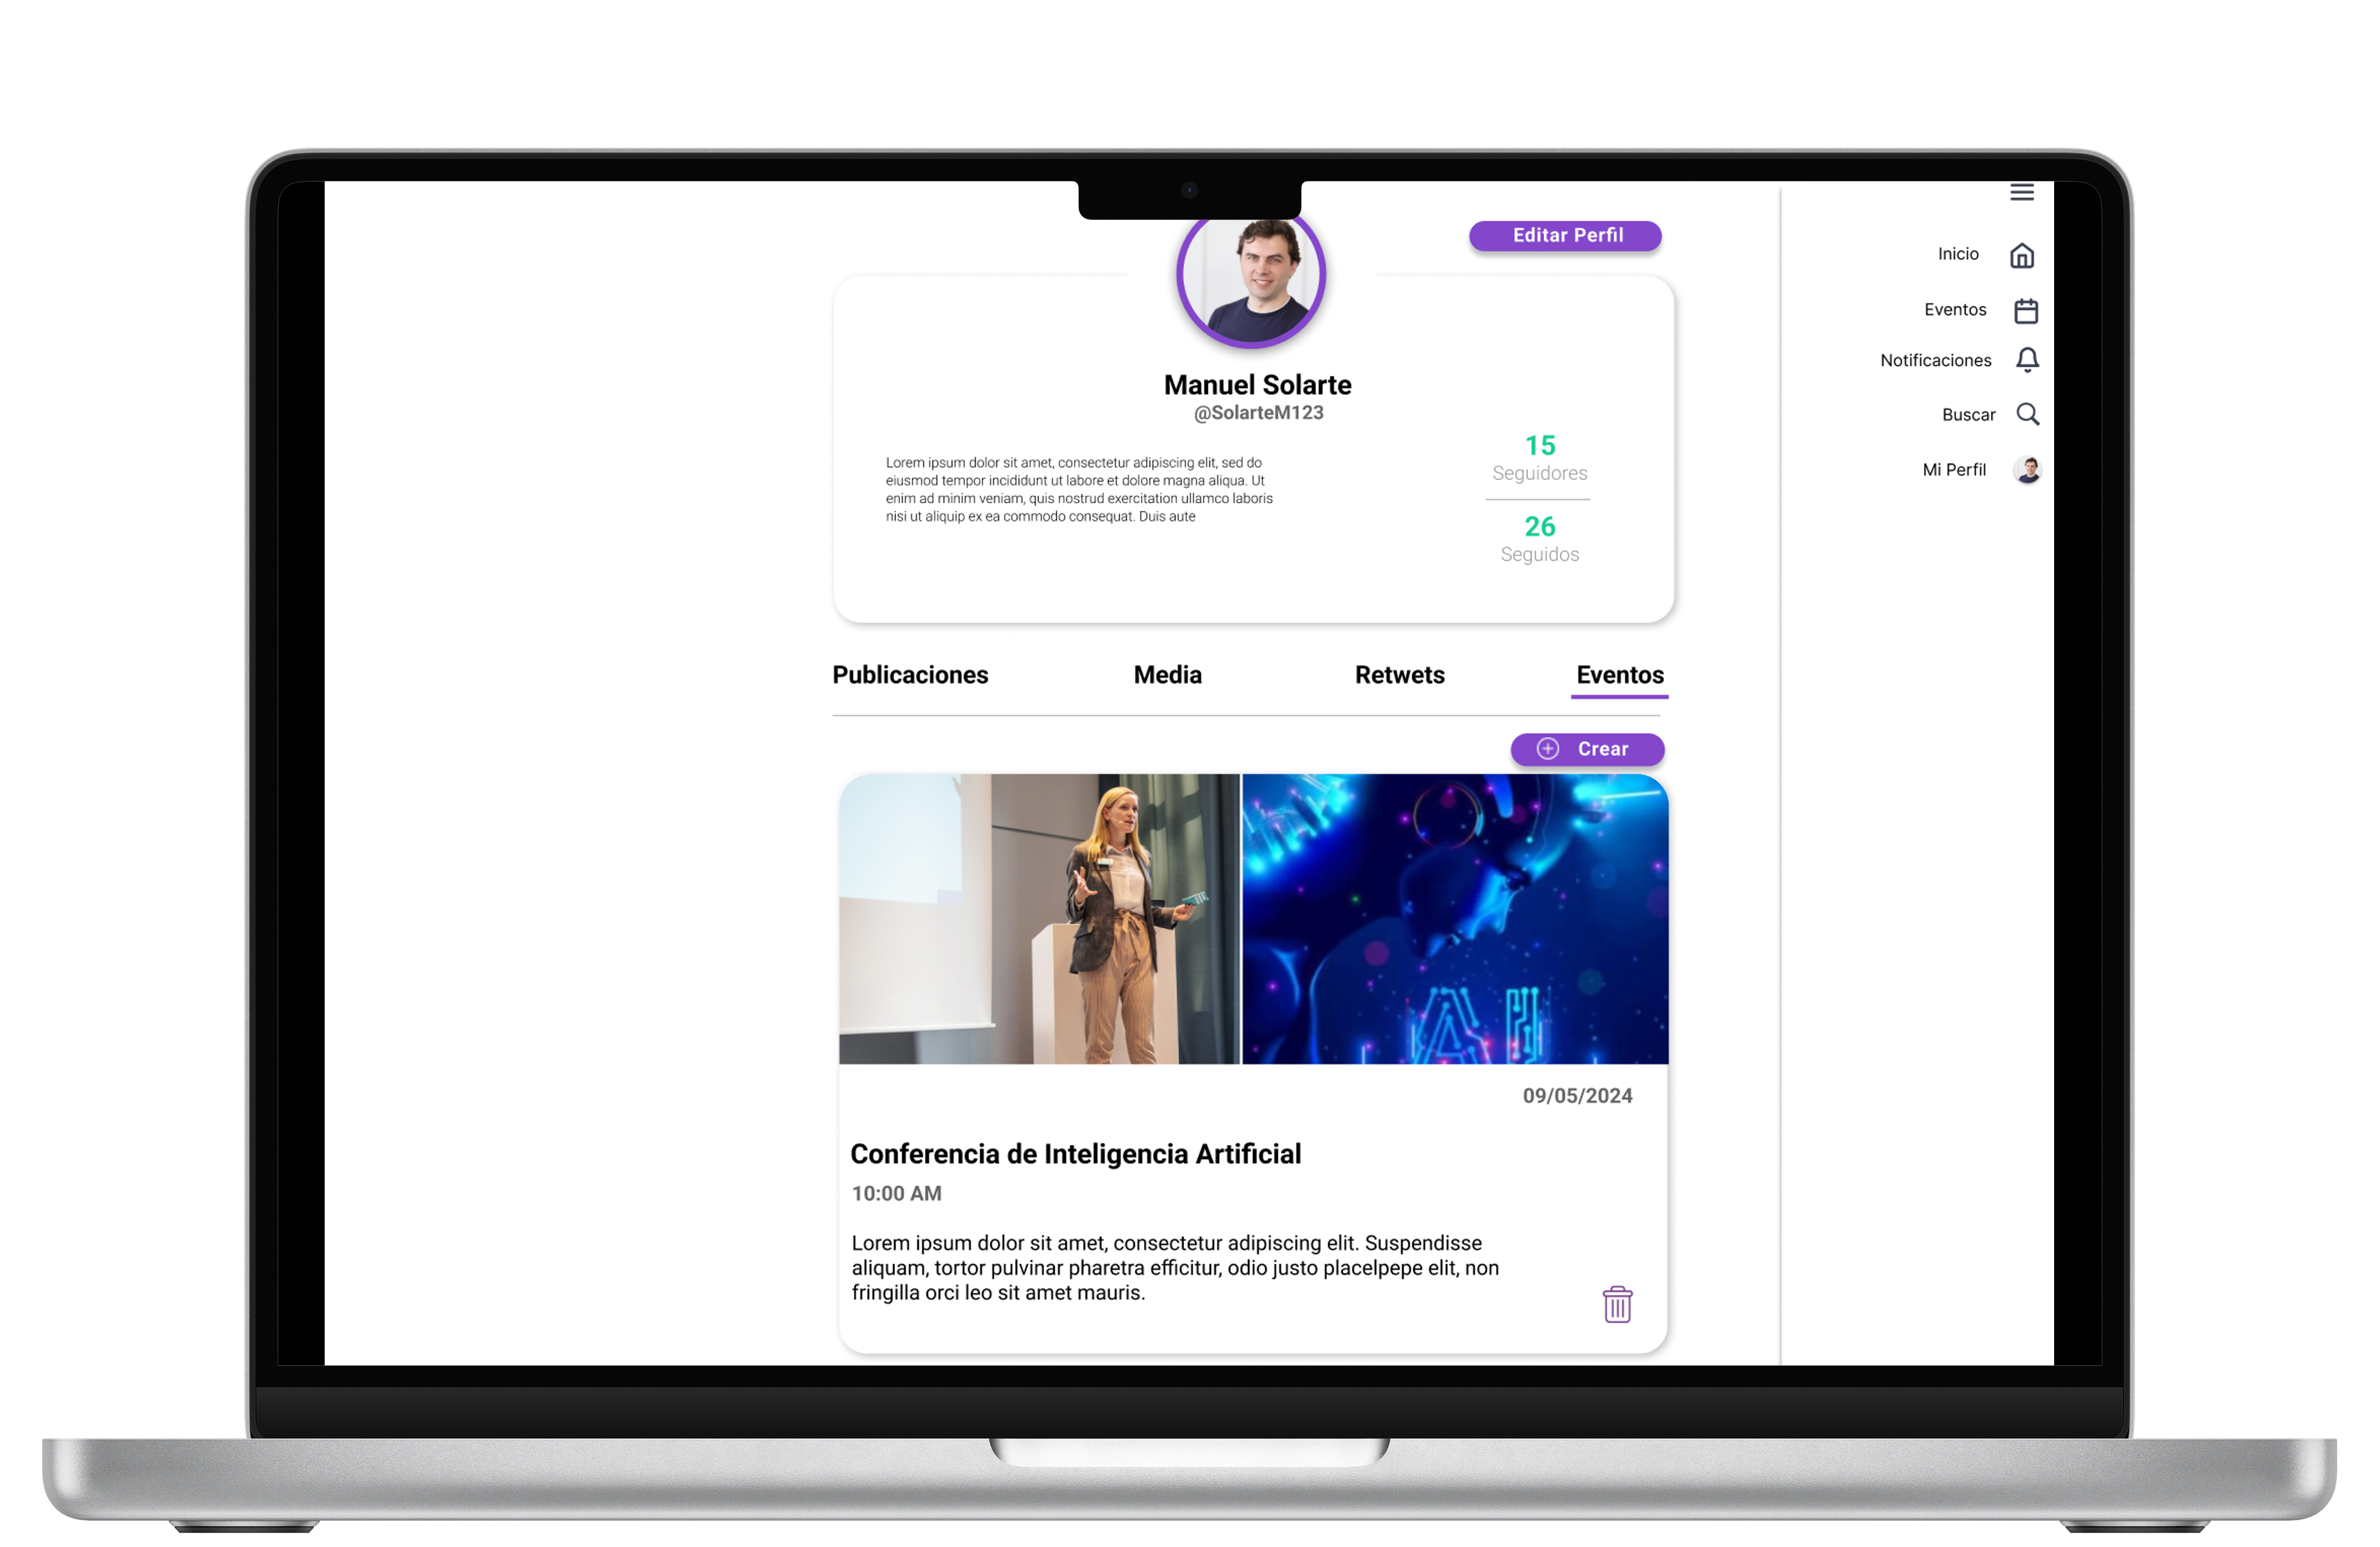 Editar Perfil
Inicio
Eventos
Notificaciones
Buscar
Mi Perfil
Manuel Solarte
@SolarteM123
Lorem ipsum dolor sit amet, consectetur adipiscing elit, sed do
eiusmod tempor incididunt ut labore et dolore magna aliqua. Ut
enim ad minim veniam, quis nostrud exercitation ullamco laboris
nisi ut aliquip ex ea commodo consequat. Duis aute
15
Seguidores
26
Seguidos
Publicaciones
Media
Retwets
Eventos
Crear
AI
09/05/2024
Conferencia de Inteligencia Artificial
10:00 AM
Lorem ipsum dolor sit amet, consectetur adipiscing elit. Suspendisse
aliquam, tortor pulvinar pharetra efficitur, odio justo placelpepe elit, non
fringilla orci leo sit amet mauris.